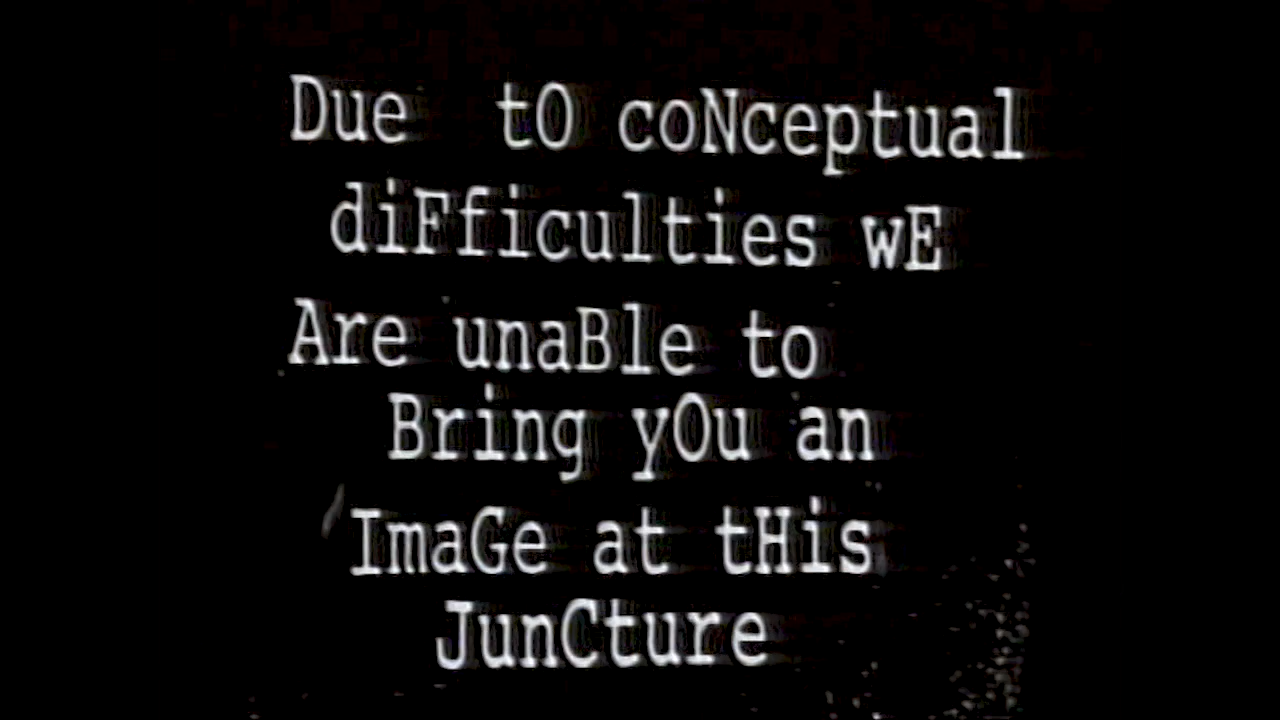 Due  tO coNceptual
diFficulties wE
Are unaBle to
Bring yOu an
ImaGe at tHis
JunCture